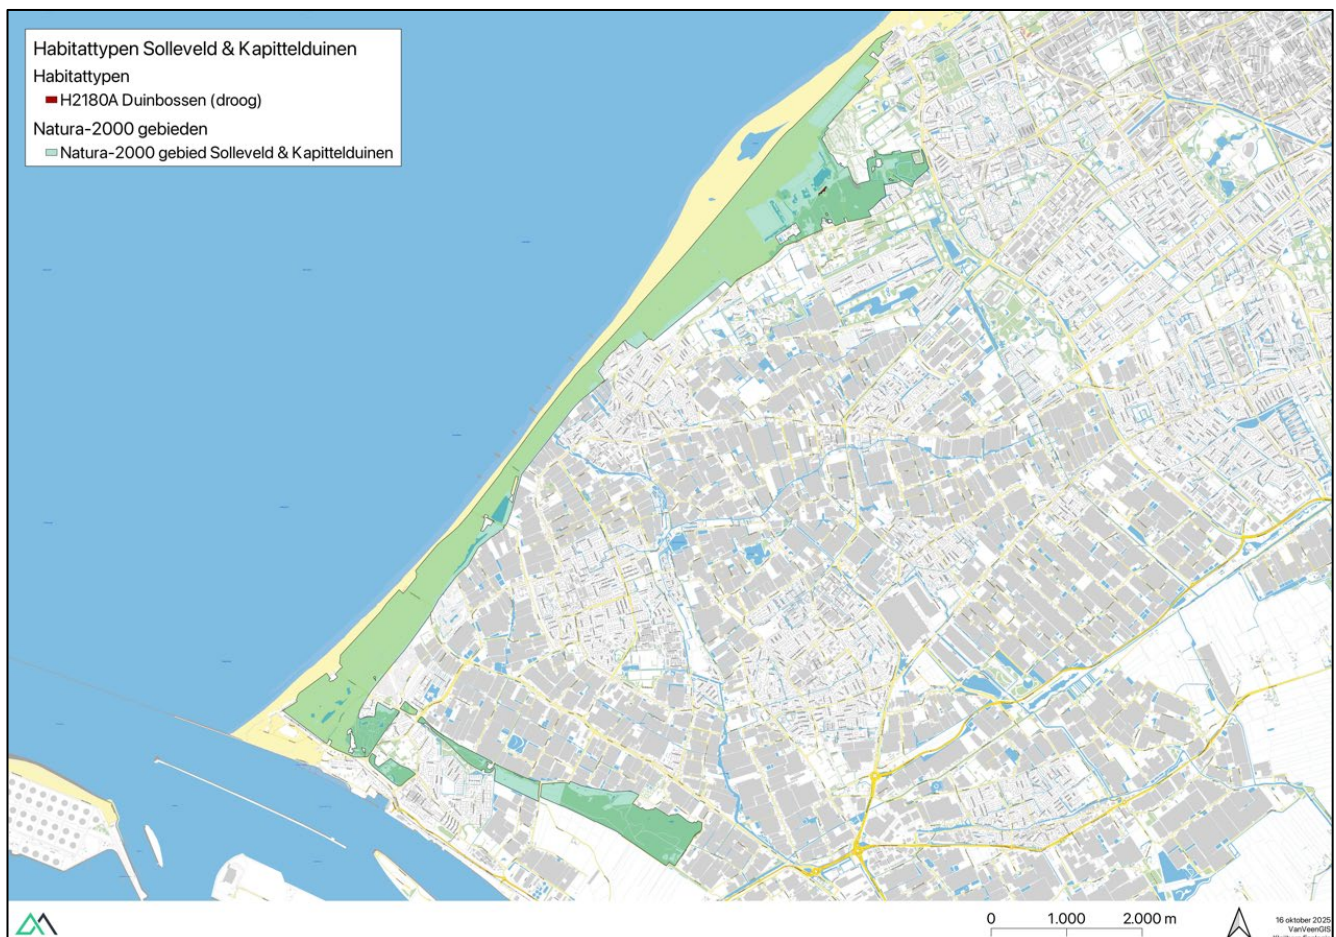 Habitattypen Solleveld & Kapittelduinen
Habitattypen
H2180A Duinbossen (droog)
Natura-2000 gebieden
Natura-2000 gebied Solleveld & Kapittelduinen
0 1.000 2.000 m
16 oktober 2025
VanVeenGIS